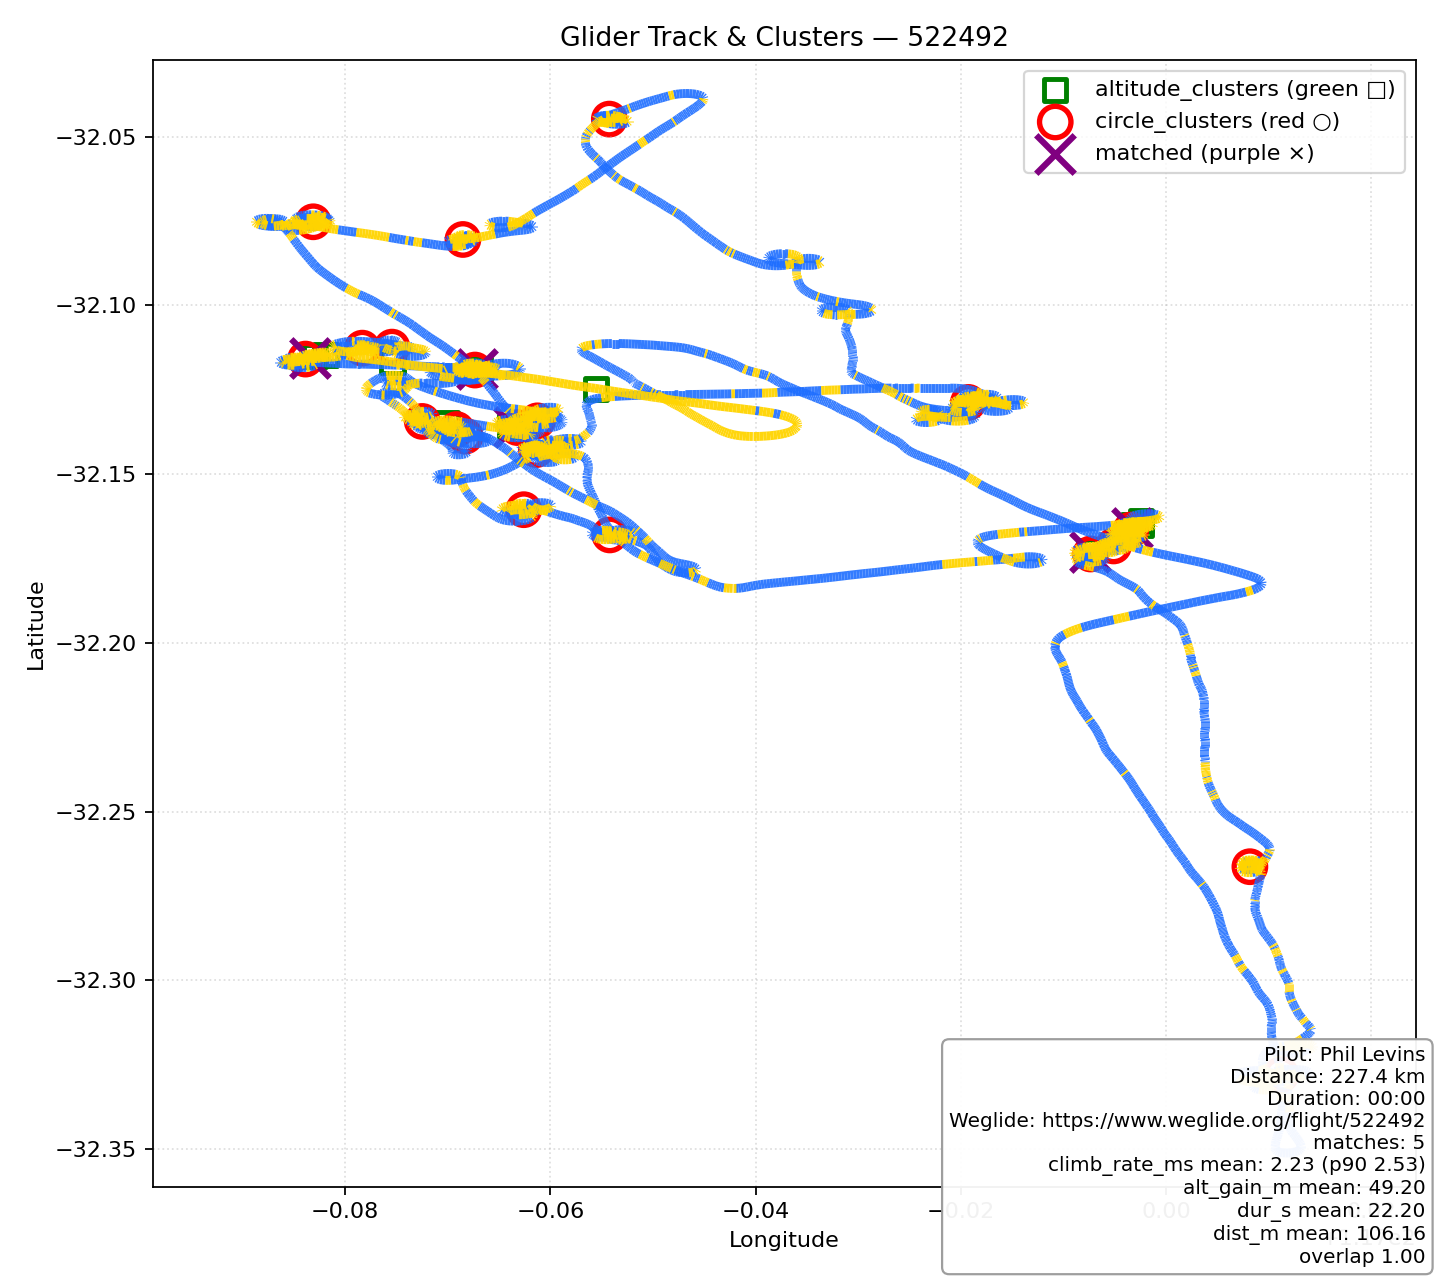 Glider Track & Clusters — 522492
altitude_clusters (green □)
circle_clusters (red ○)
matched (purple ×)
−32.05
−32.10
−32.15
−32.20
−32.25
−32.30
−32.35
Latitude
−0.08
−0.06
−0.04
−0.02
0.00
Longitude
Pilot: Phil Levins
Distance: 227.4 km
Duration: 00:00
Weglide: https://www.weglide.org/flight/522492
matches: 5
climb_rate_ms mean: 2.23 (p90 2.53)
alt_gain_m mean: 49.20
dur_s mean: 22.20
dist_m mean: 106.16
overlap 1.00